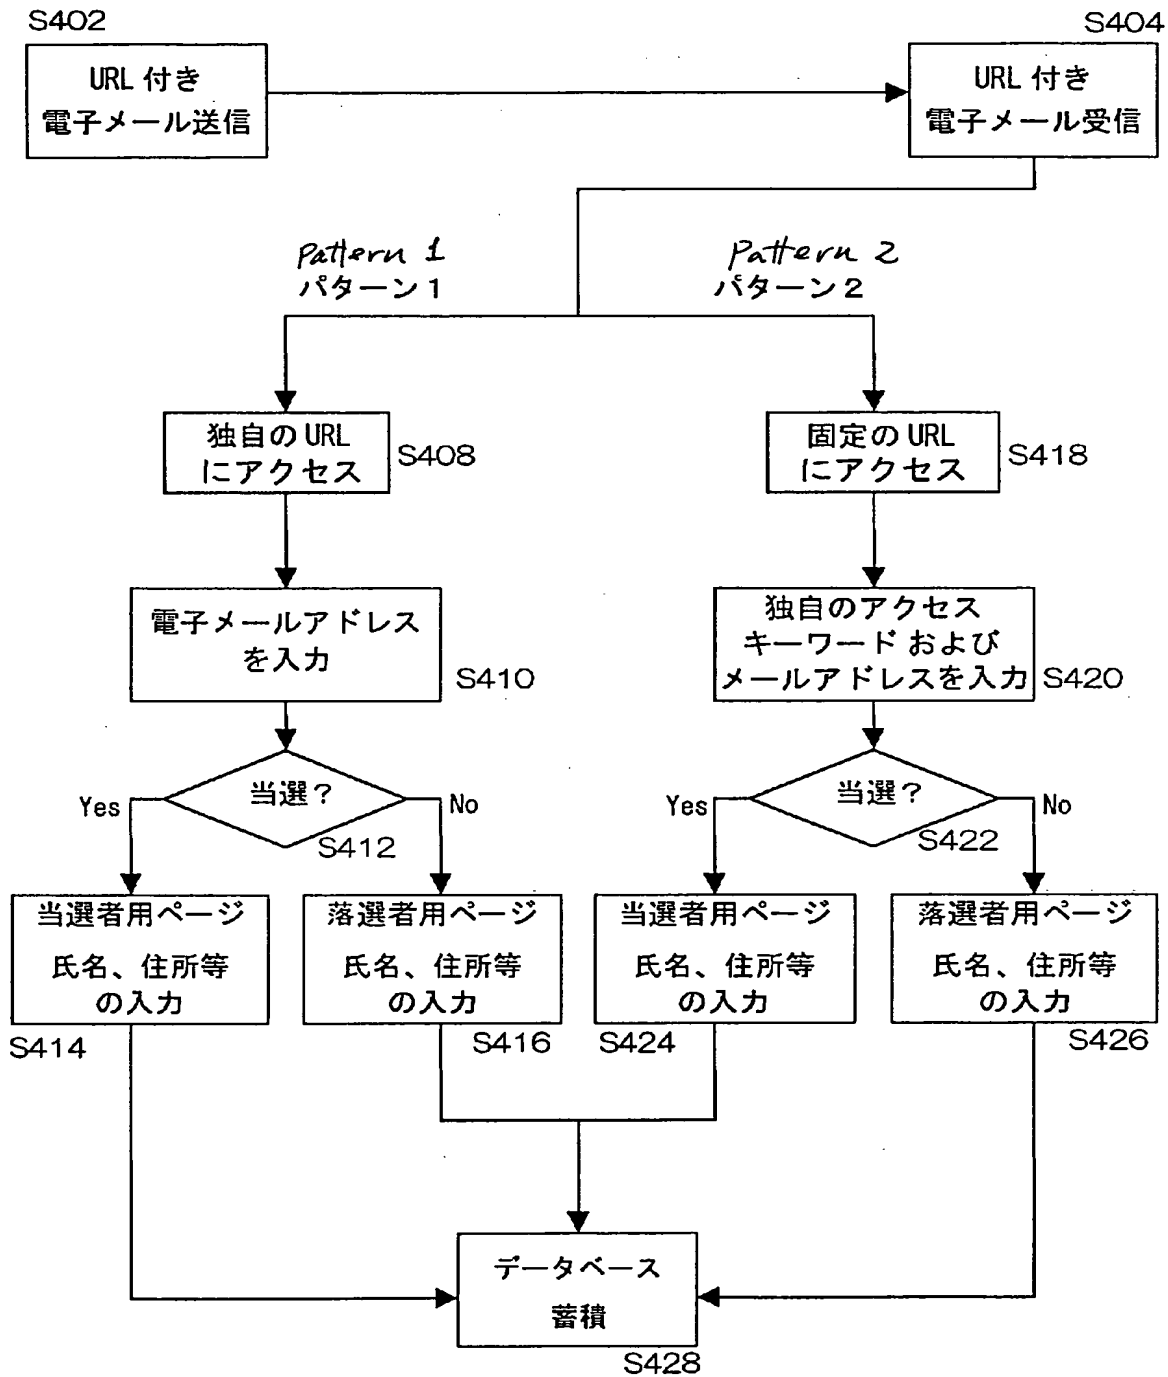 S402
URL 付き
電子メール送信
S404
URL 付き
電子メール受信
Pattern 1
パターン1
Pattern 2
パターン2
独自の URL
にアクセス
S408
固定の URL
にアクセス
S418
電子メールアドレス
を入力
S410
独自のアクセス
キーワードおよび
メールアドレスを入力
S420
当選?
Yes
No
S412
当選?
Yes
No
S422
当選者用ページ
氏名、住所等
の入力
S414
落選者用ページ
氏名、住所等
の入力
S416
当選者用ページ
氏名、住所等
の入力
S424
落選者用ページ
氏名、住所等
の入力
S426
データベース
蓄積
S428